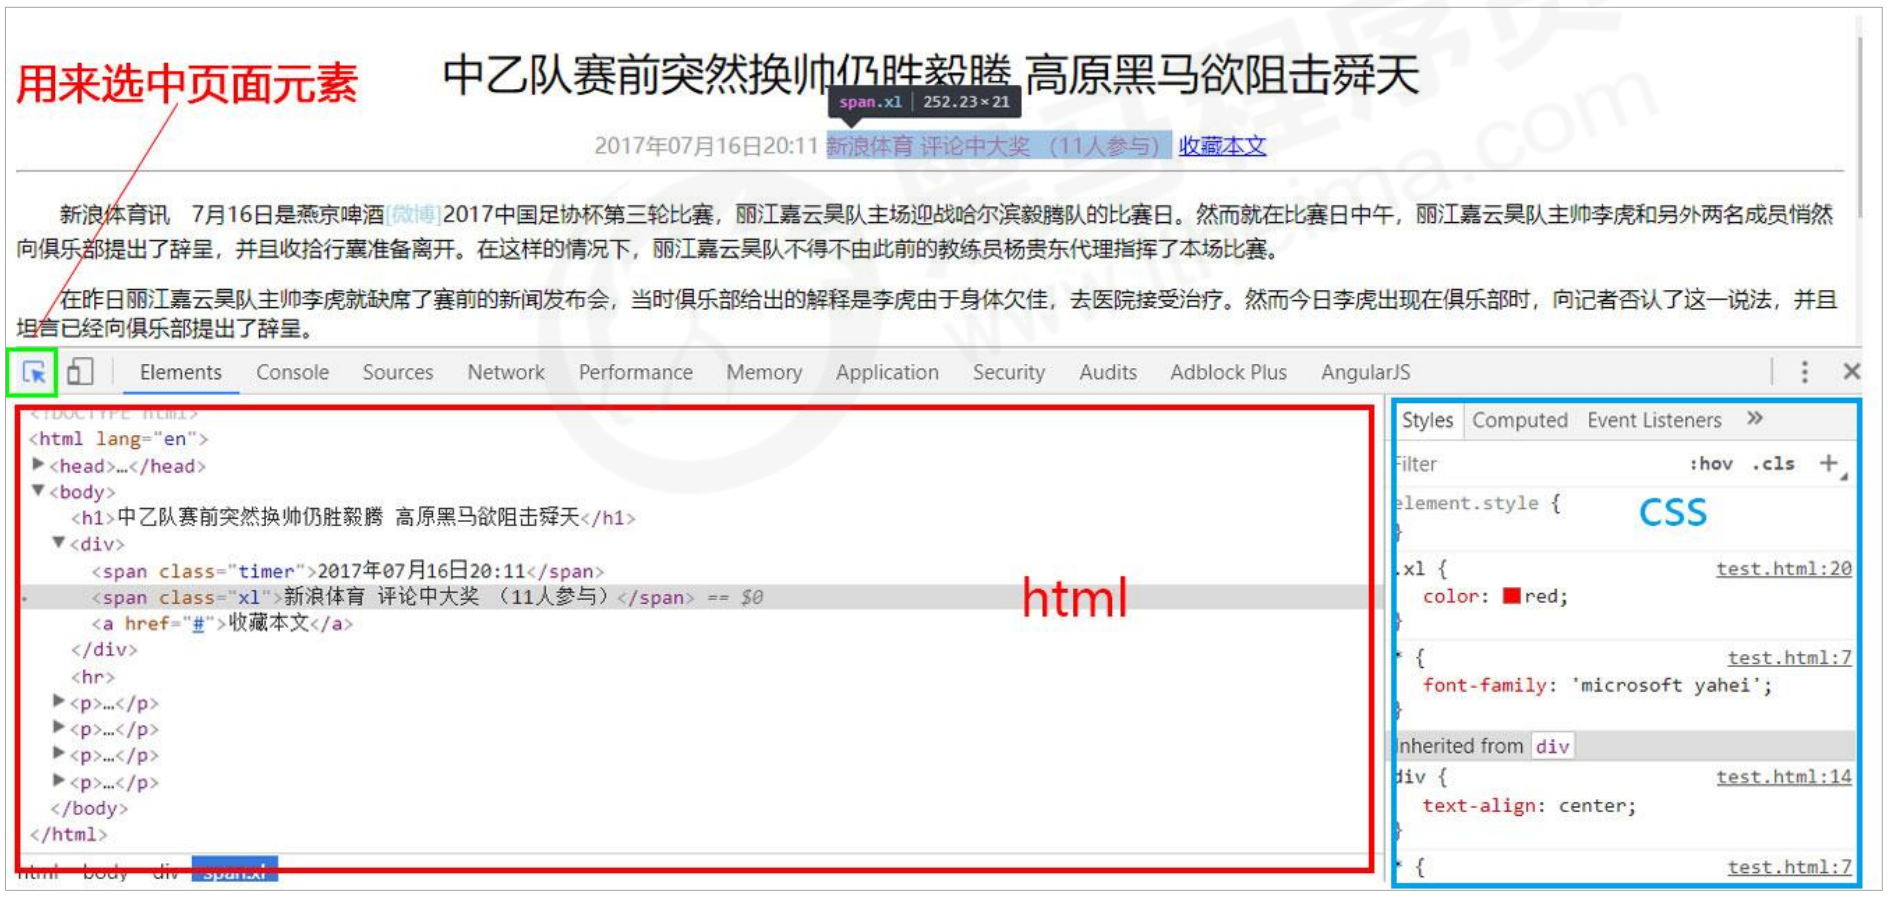 用来选中页面元素
中乙队赛前突然换帅仍胜毅腾 高原黑马欲阻击舜天
span.xl | 252.23×21
2017年07月16日20:11 新浪体育 评论中大奖 （11人参与） 收藏本文
新浪体育讯 7月16日是燕京啤酒[微博]2017中国足协杯第三轮比赛，丽江嘉云昊队主场迎战哈尔滨毅腾队的比赛日。然而就在比赛日中午，丽江嘉云昊队主帅李虎和另外两名成员悄然
向俱乐部提出了辞呈，并且收拾行囊准备离开。在这样的情况下，丽江嘉云昊队不得不由此前的教练员杨贵东代理指挥了本场比赛。
在昨日丽江嘉云昊队主帅李虎就缺席了赛前的新闻发布会，当时俱乐部给出的解释是李虎由于身体欠佳，去医院接受治疗。然而今日李虎出现在俱乐部时，向记者否认了这一说法，并且
坦言已经向俱乐部提出了辞呈。
黑马程序员
www.itheima.com
Elements Console Sources Network Performance Memory Application Security Audits Adblock Plus AngularJS
<!DOCTYPE html>
<html lang="en">
<head>…</head>
<body>
<h1>中乙队赛前突然换帅仍胜毅腾 高原黑马欲阻击舜天</h1>
<div>
<span class="timer">2017年07月16日20:11</span>
<span class="xl">新浪体育 评论中大奖 （11人参与）</span> == $0
<a href="#">收藏本文</a>
</div>
<hr>
<p>…</p>
<p>…</p>
<p>…</p>
<p>…</p>
</body>
</html>
html
html body div span.xl
Styles Computed Event Listeners »
Filter :hov .cls +
element.style {
}
css
.xl { test.html:20
color: red;
}
* { test.html:7
font-family: 'microsoft yahei';
}
Inherited from div
div { test.html:14
text-align: center;
}
* { test.html:7